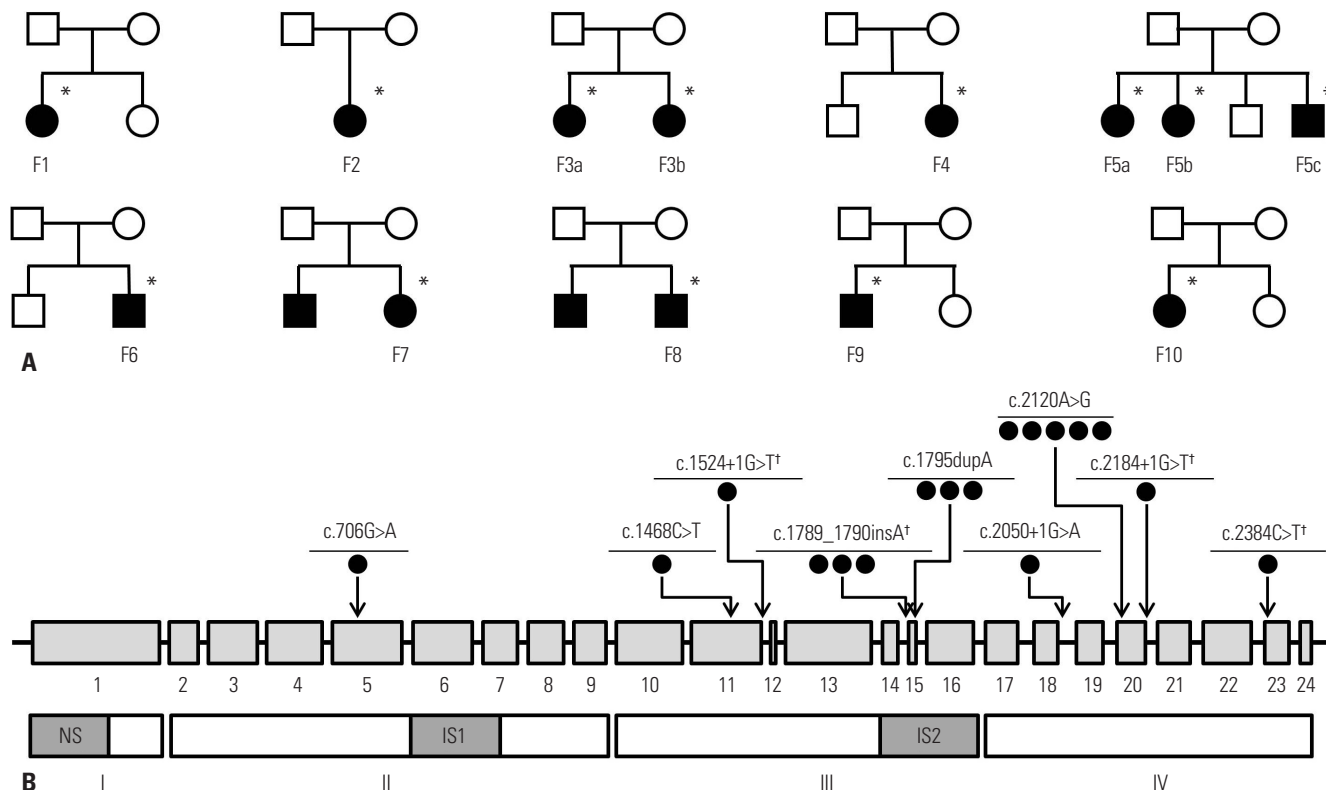 * * * * * * * * *
F1 F2 F3a F3b F4 F5a F5b F5c
* * * * *
F6 F7 F8 F9 F10
A
c.2120A>G
c.1524+1G>T† c.1795dupA c.2184+1G>T†
c.706G>A c.1468C>T c.1789_1790insA† c.2050+1G>A c.2384C>T†
1 2 3 4 5 6 7 8 9 10 11 12 13 14 15 16 17 18 19 20 21 22 23 24
NS IS1 IS2
B I II III IV